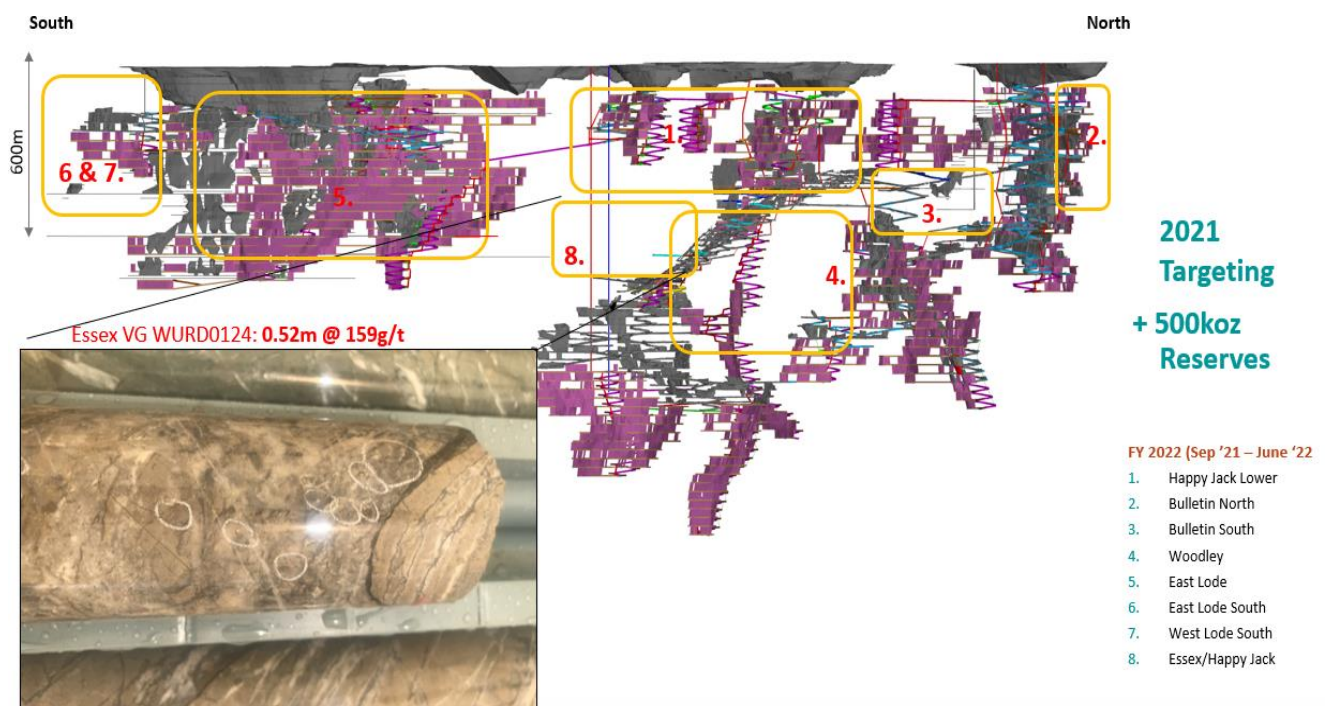 South
North
600m
6 & 7.
5.
1.
2.
3.
8.
4.
2021
Targeting
+ 500koz
Reserves
Essex VG WURD0124: 0.52m @ 159g/t
FY 2022 (Sep '21 – June '22
1. Happy Jack Lower
2. Bulletin North
3. Bulletin South
4. Woodley
5. East Lode
6. East Lode South
7. West Lode South
8. Essex/Happy Jack